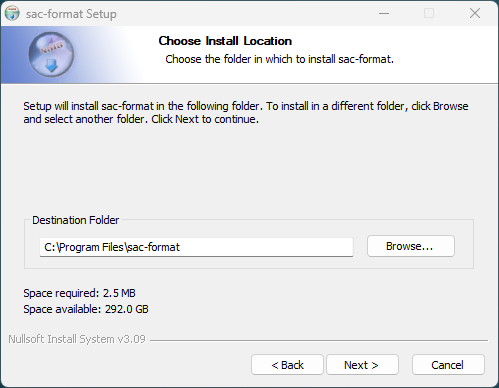 sac-format Setup
Choose Install Location
Choose the folder in which to install sac-format.
Setup will install sac-format in the following folder. To install in a different folder, click Browse
and select another folder. Click Next to continue.
Destination Folder
C:\Program Files\sac-format
Browse...
Space required: 2.5 MB
Space available: 292.0 GB
Nullsoft Install System v3.09
< Back
Next >
Cancel